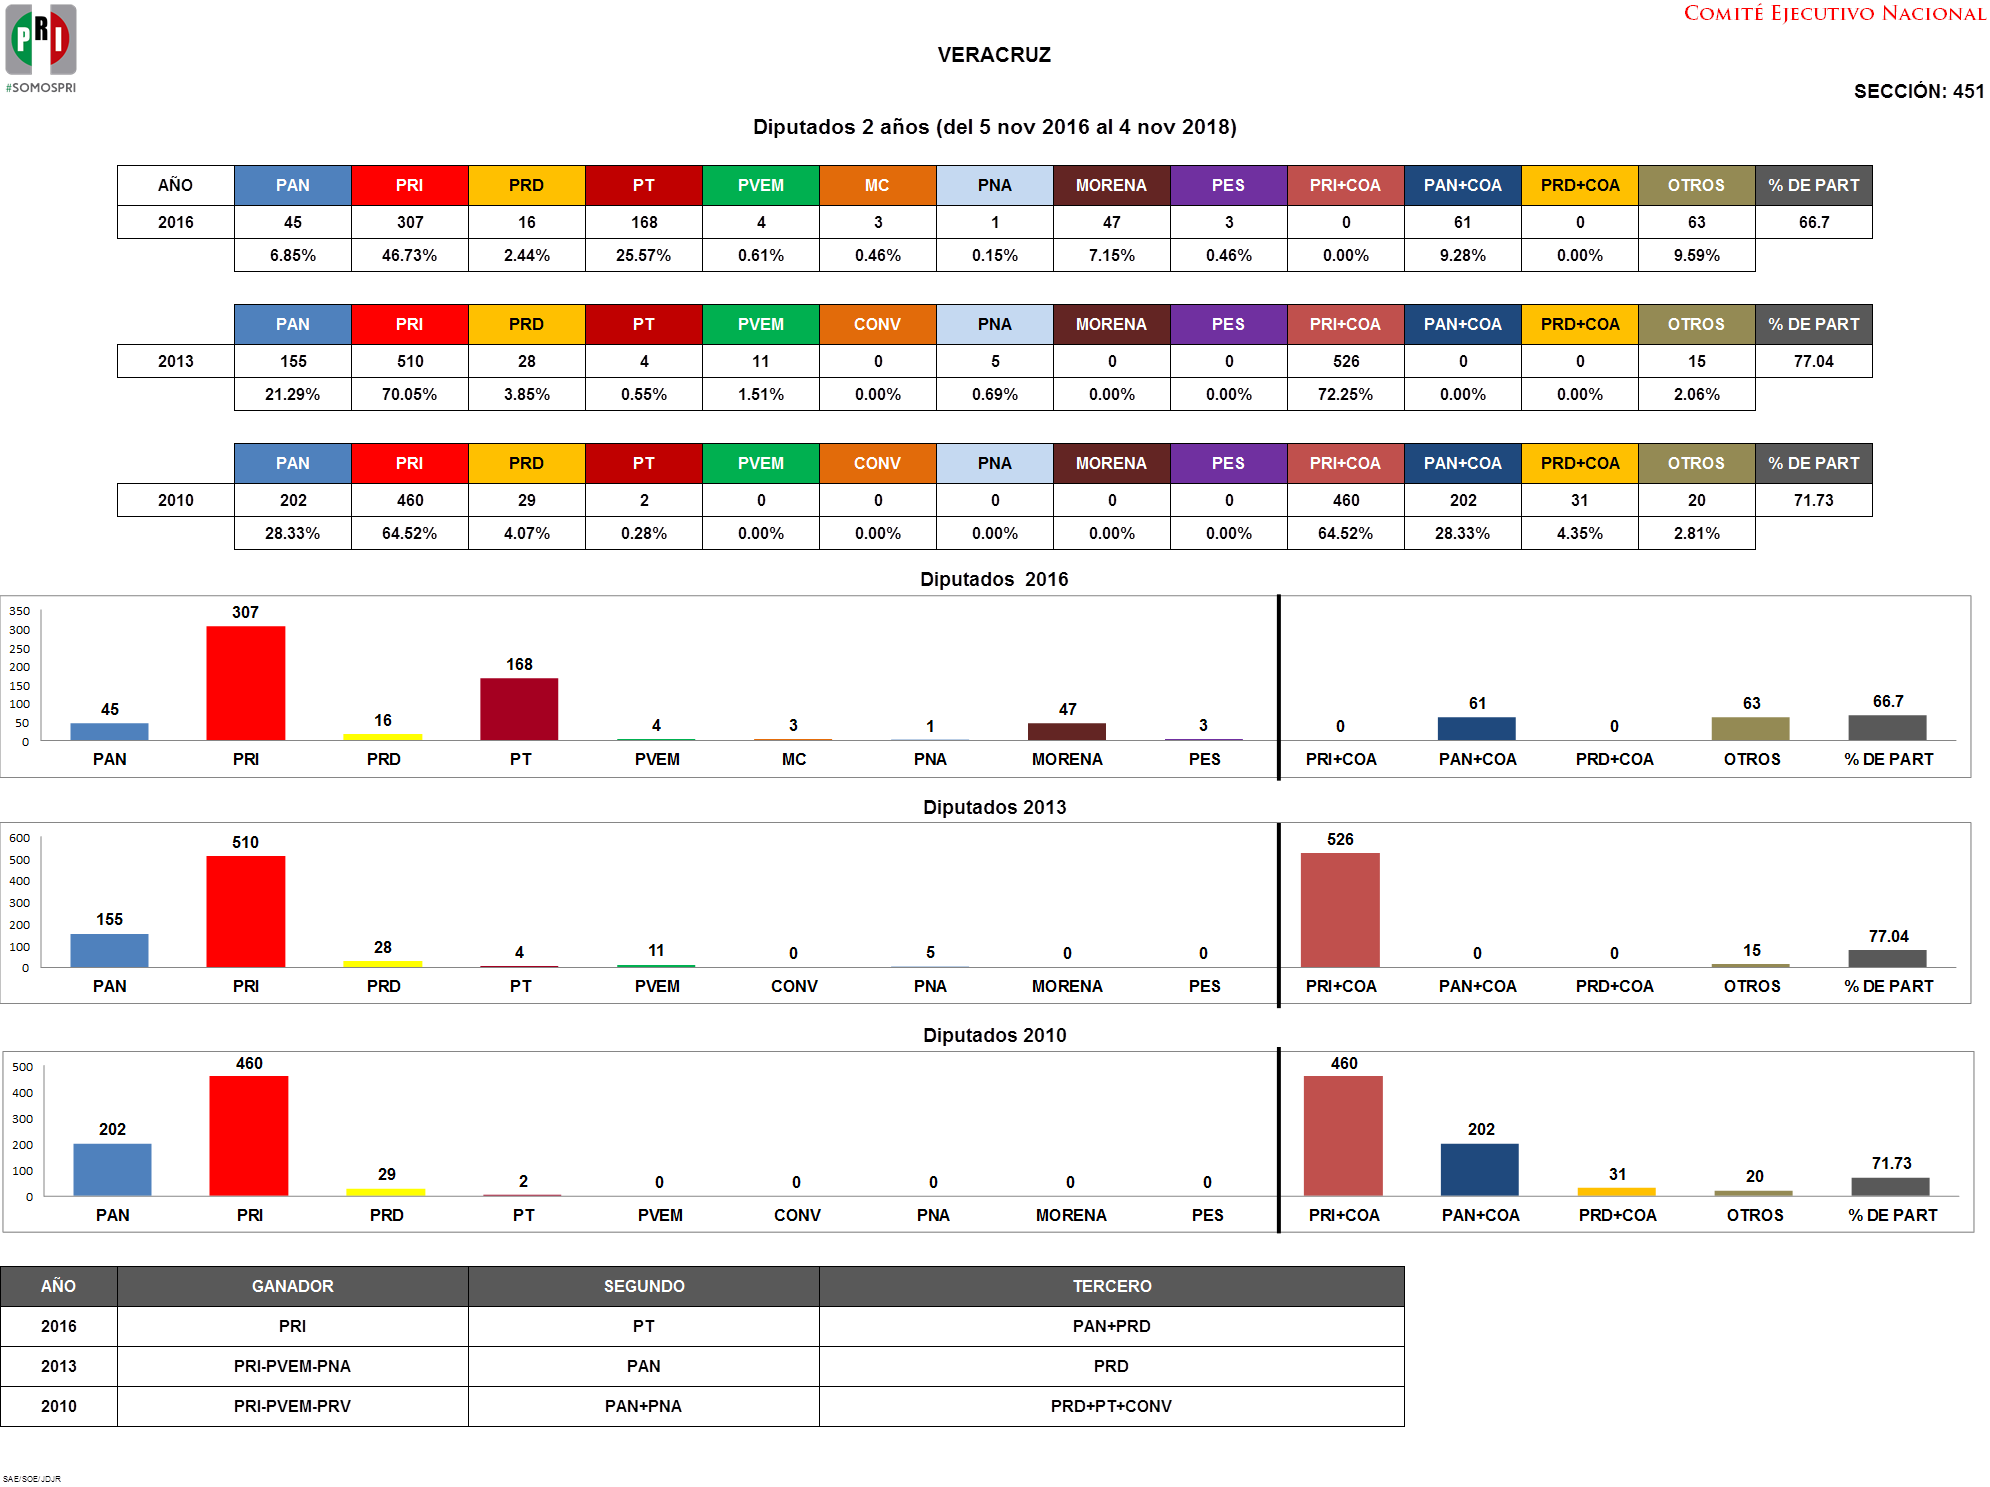 PRI
#SOMOSPRI
COMITÉ EJECUTIVO NACIONAL
VERACRUZ
SECCIÓN: 451
Diputados 2 años (del 5 nov 2016 al 4 nov 2018)
AÑO PAN PRI PRD PT PVEM MC PNA MORENA PES PRI+COA PAN+COA PRD+COA OTROS % DE PART
2016 45 307 16 168 4 3 1 47 3 0 61 0 63 66.7
6.85% 46.73% 2.44% 25.57% 0.61% 0.46% 0.15% 7.15% 0.46% 0.00% 9.28% 0.00% 9.59%
PAN PRI PRD PT PVEM CONV PNA MORENA PES PRI+COA PAN+COA PRD+COA OTROS % DE PART
2013 155 510 28 4 11 0 5 0 0 526 0 0 15 77.04
21.29% 70.05% 3.85% 0.55% 1.51% 0.00% 0.69% 0.00% 0.00% 72.25% 0.00% 0.00% 2.06%
PAN PRI PRD PT PVEM CONV PNA MORENA PES PRI+COA PAN+COA PRD+COA OTROS % DE PART
2010 202 460 29 2 0 0 0 0 0 460 202 31 20 71.73
28.33% 64.52% 4.07% 0.28% 0.00% 0.00% 0.00% 0.00% 0.00% 64.52% 28.33% 4.35% 2.81%
Diputados 2016
350
300
250
200
150
100
50
0
45 307 16 168 4 3 1 47 3 0 61 0 63 66.7
PAN PRI PRD PT PVEM MC PNA MORENA PES PRI+COA PAN+COA PRD+COA OTROS % DE PART
Diputados 2013
600
500
400
300
200
100
0
155 510 28 4 11 0 5 0 0 526 0 0 15 77.04
PAN PRI PRD PT PVEM CONV PNA MORENA PES PRI+COA PAN+COA PRD+COA OTROS % DE PART
Diputados 2010
500
400
300
200
100
0
202 460 29 2 0 0 0 0 0 460 202 31 20 71.73
PAN PRI PRD PT PVEM CONV PNA MORENA PES PRI+COA PAN+COA PRD+COA OTROS % DE PART
AÑO GANADOR SEGUNDO TERCERO
2016 PRI PT PAN+PRD
2013 PRI-PVEM-PNA PAN PRD
2010 PRI-PVEM-PRV PAN+PNA PRD+PT+CONV
SAE/SOE/JDJR